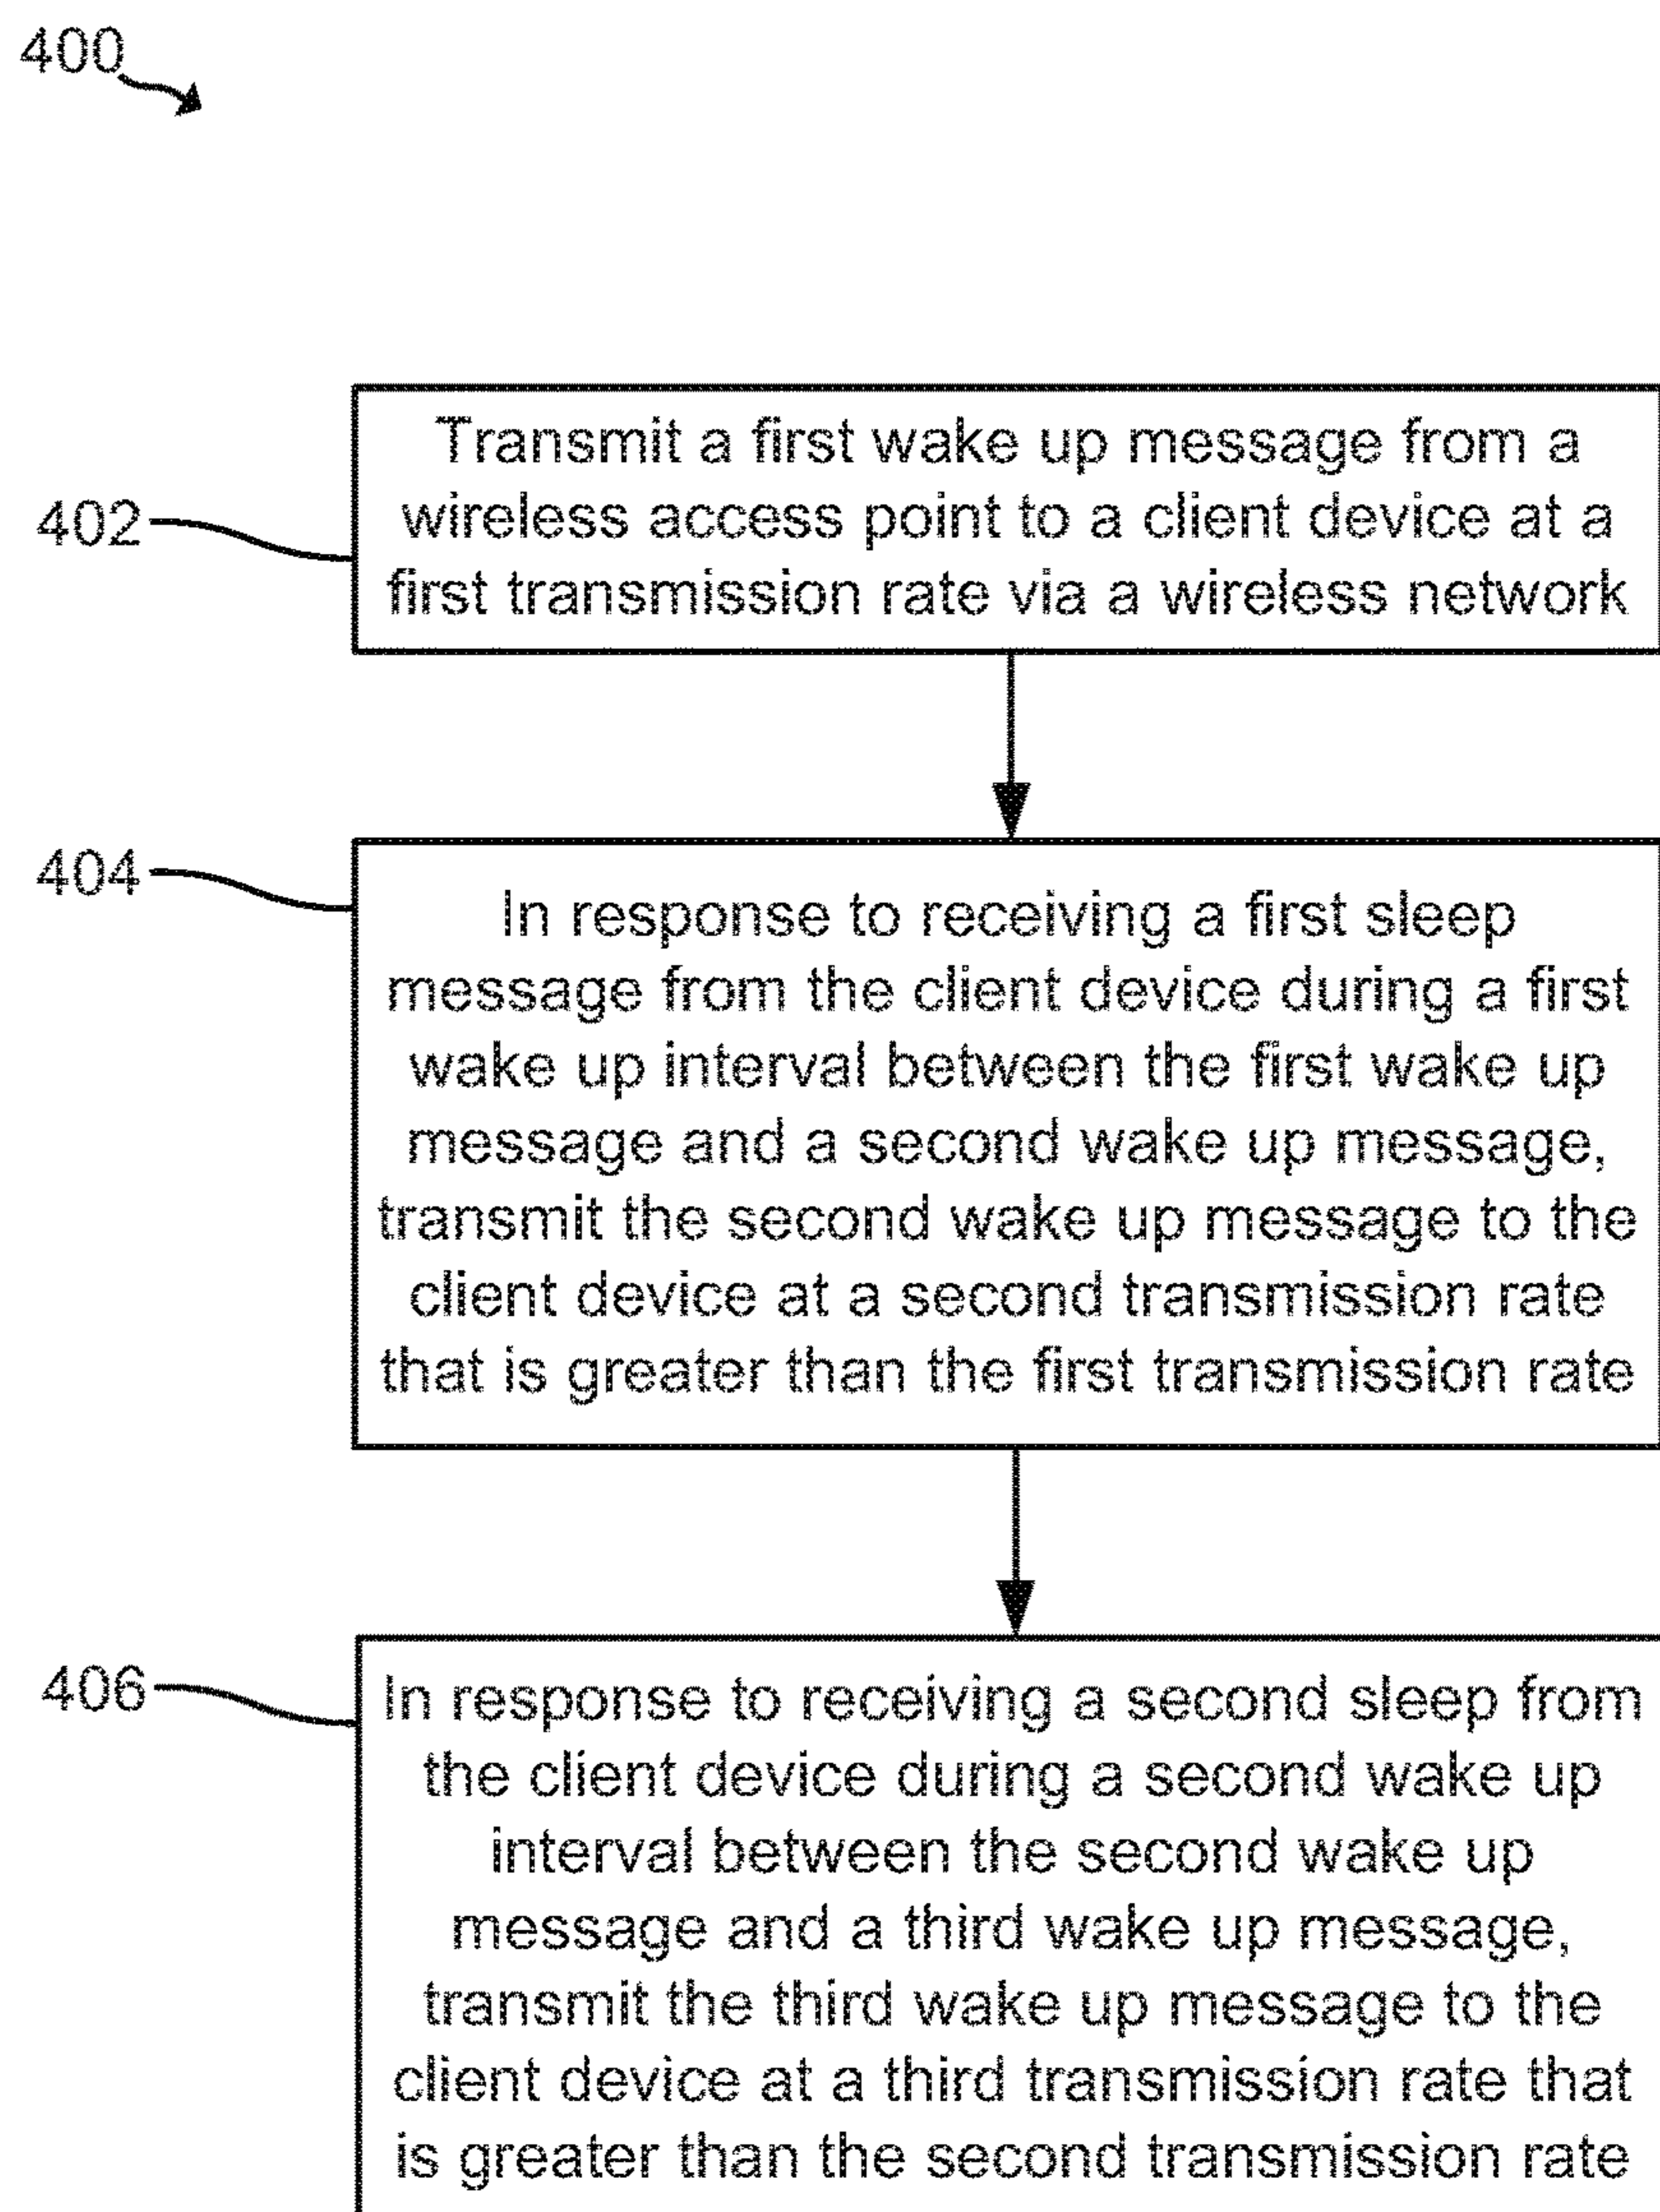 400
402
Transmit a first wake up message from a
wireless access point to a client device at a
first transmission rate via a wireless network
404
In response to receiving a first sleep
message from the client device during a first
wake up interval between the first wake up
message and a second wake up message,
transmit the second wake up message to the
client device at a second transmission rate
that is greater than the first transmission rate
406
In response to receiving a second sleep from
the client device during a second wake up
interval between the second wake up
message and a third wake up message,
transmit the third wake up message to the
client device at a third transmission rate that
is greater than the second transmission rate